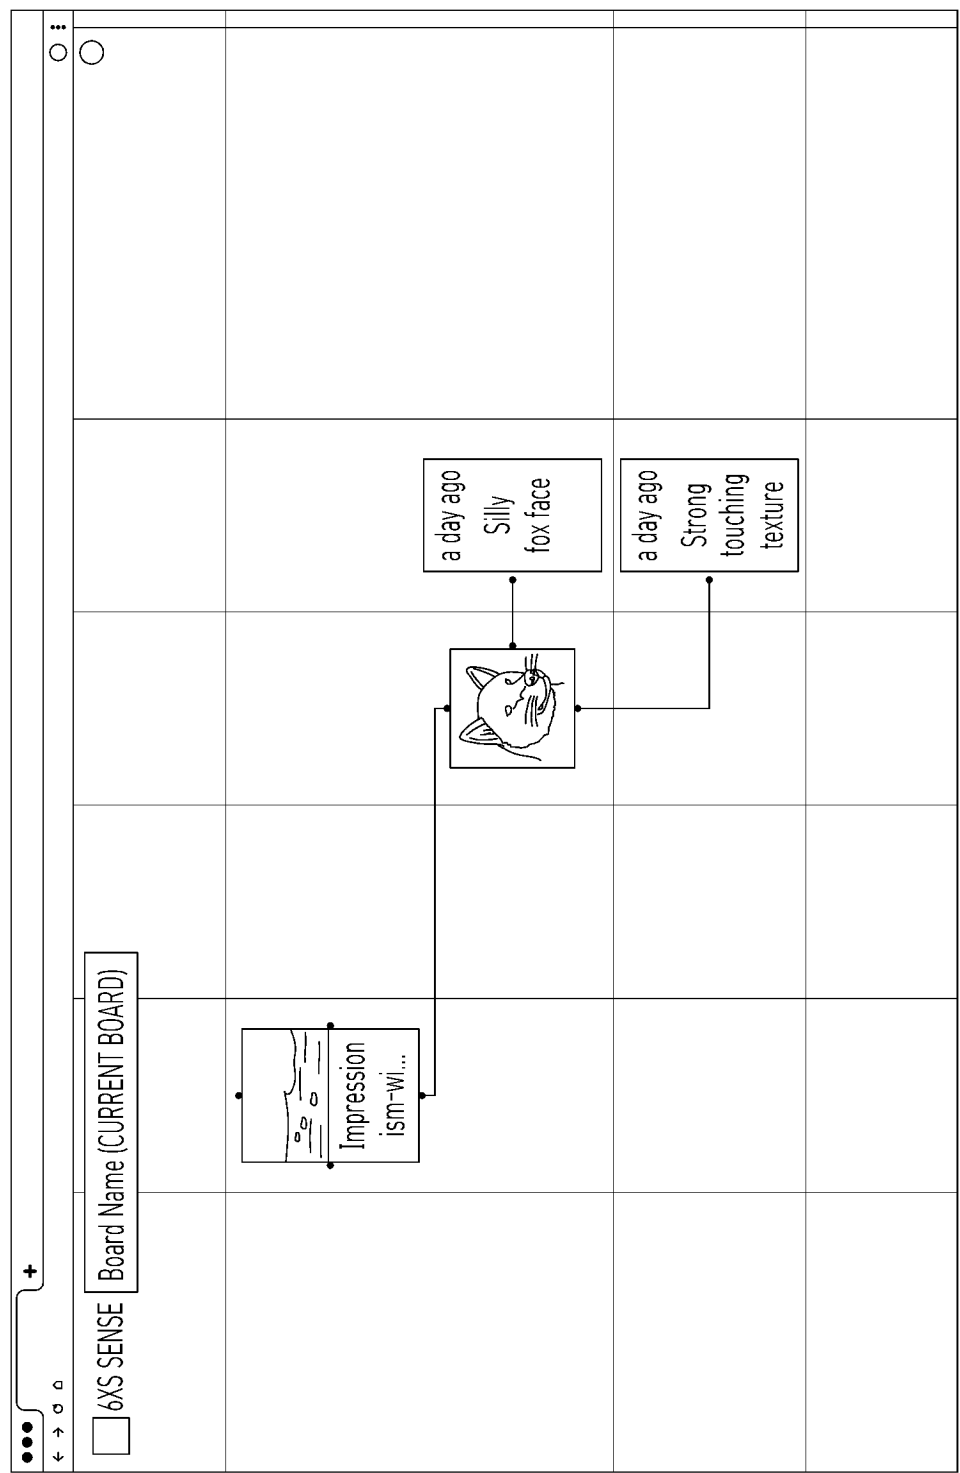 6XS SENSE
Board Name (CURRENT BOARD)
Impression
ism-wi...
a day ago
Silly
fox face
a day ago
Strong
touching
texture